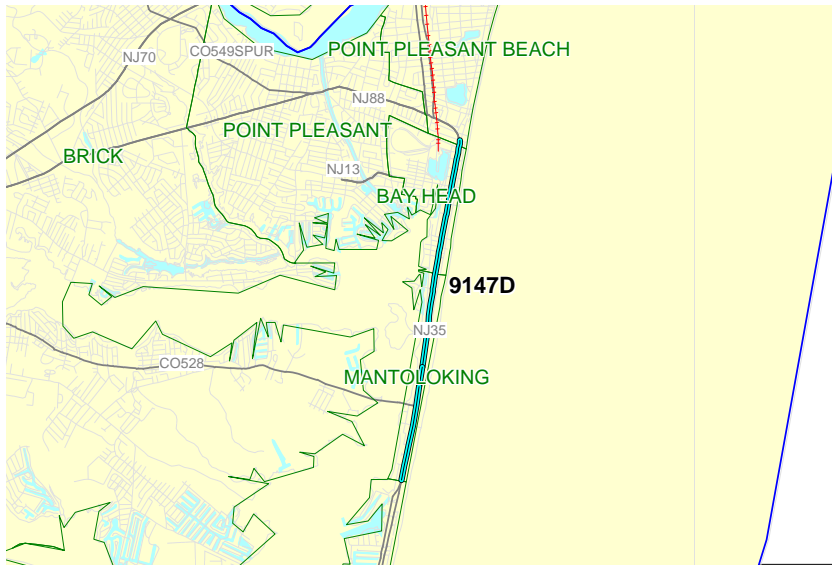 POINT PLEASANT BEACH
CO549SPUR
NJ70
NJ88
POINT PLEASANT
BRICK
NJ13
BAY HEAD
9147D
NJ35
CO528
MANTOLOKING